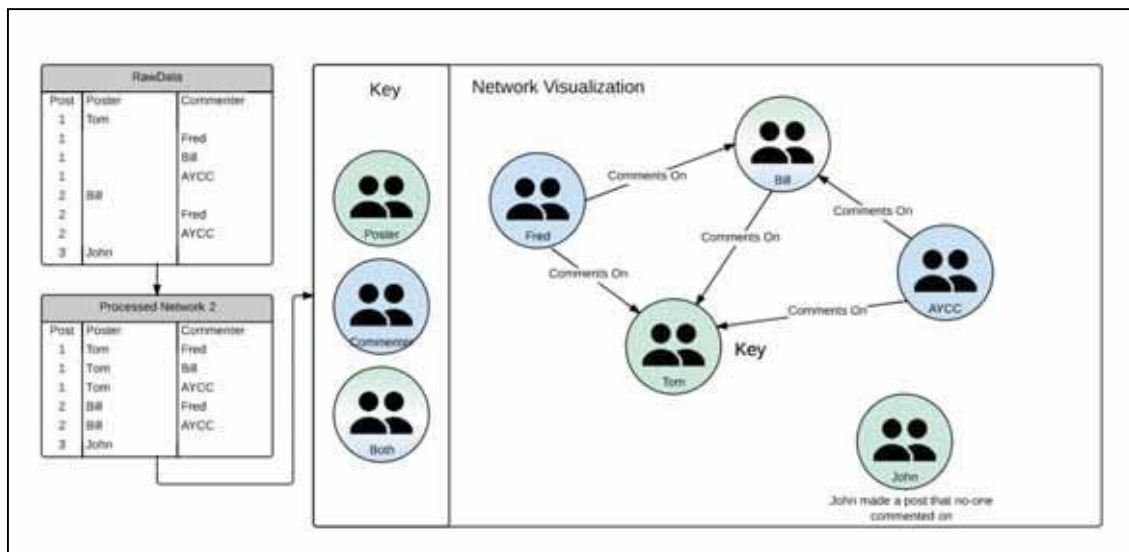 RawData
Post Poster Commenter
1 Tom
1 Fred
1 Bill
1 AYCC
2 Bill
2 Fred
2 AYCC
3 John
Processed Network 2
Post Poster Commenter
1 Tom Fred
1 Tom Bill
1 Tom AYCC
2 Bill Fred
2 Bill AYCC
3 John
Key
Poster
Commenter
Both
Network Visualization
Bill
Comments On
Fred
Comments On
Comments On
Comments On
AYCC
Comments On
Key
Tom
John
John made a post that no-one
commented on